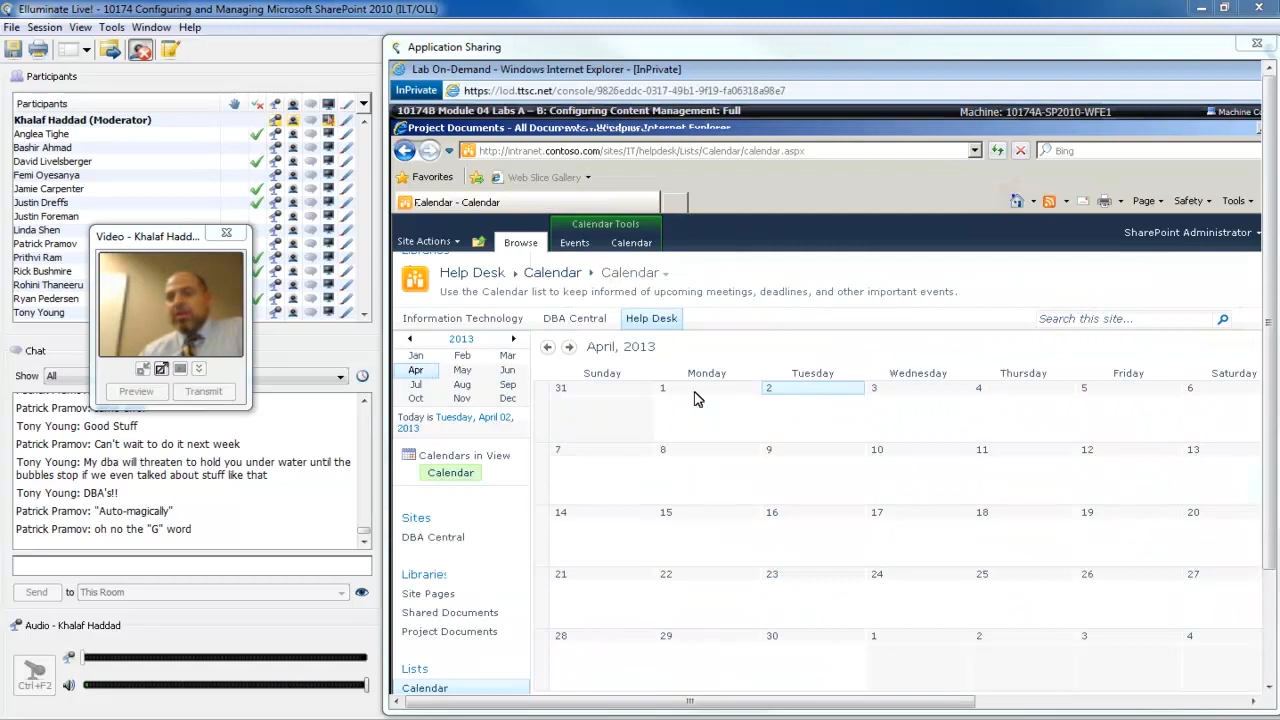 Elluminate Live! - 10174 Configuring and Managing Microsoft SharePoint 2010 (ILT/OLL)
File Session View Tools Window Help
Participants
Participants
Khalaf Haddad (Moderator)
Anglea Tighe
Bashir Ahmad
David Livelsberger
Femi Oyesanya
Jamie Carpenter
Justin Dreffs
Justin Foreman
Linda Shen
Patrick Pramov
Prithvi Ram
Rick Bushmire
Rohini Thaneeru
Ryan Pedersen
Tony Young
Video - Khalaf Hadd...
Preview Transmit
Chat
Show All
Tony Young: Good Stuff
Patrick Pramov: Can't wait to do it next week
Tony Young: My dba will threaten to hold you under water until the
bubbles stop if we even talked about stuff like that
Tony Young: DBA's!!
Patrick Pramov: "Auto-magically"
Patrick Pramov: oh no the "G" word
Send to This Room
Audio - Khalaf Haddad
Ctrl+F2
Application Sharing
Lab On-Demand - Windows Internet Explorer - [InPrivate]
InPrivate https://lod.ttsc.net/console/9826eddc-0317-49b1-9f19-fa06318a98e7
10174B Module 04 Labs A – B: Configuring Content Management: Full Machine: 10174A-SP2010-WFE1 Machine Co
Project Documents - All Documents - Windows Internet Explorer
http://intranet.contoso.com/sites/IT/helpdesk/Lists/Calendar/calendar.aspx Bing
Favorites Web Slice Gallery
Calendar - Calendar Page Safety Tools
Calendar Tools
Site Actions Browse Events Calendar SharePoint Administrator
Libraries
Help Desk Calendar Calendar
Use the Calendar list to keep informed of upcoming meetings, deadlines, and other important events.
Information Technology DBA Central Help Desk Search this site...
2013
Jan Feb Mar
Apr May Jun
Jul Aug Sep
Oct Nov Dec
Today is Tuesday, April 02,
2013
Calendars in View
Calendar
Sites
DBA Central
Libraries
Site Pages
Shared Documents
Project Documents
Lists
Calendar
April, 2013
Sunday Monday Tuesday Wednesday Thursday Friday Saturday
31 1 2 3 4 5 6
7 8 9 10 11 12 13
14 15 16 17 18 19 20
21 22 23 24 25 26 27
28 29 30 1 2 3 4